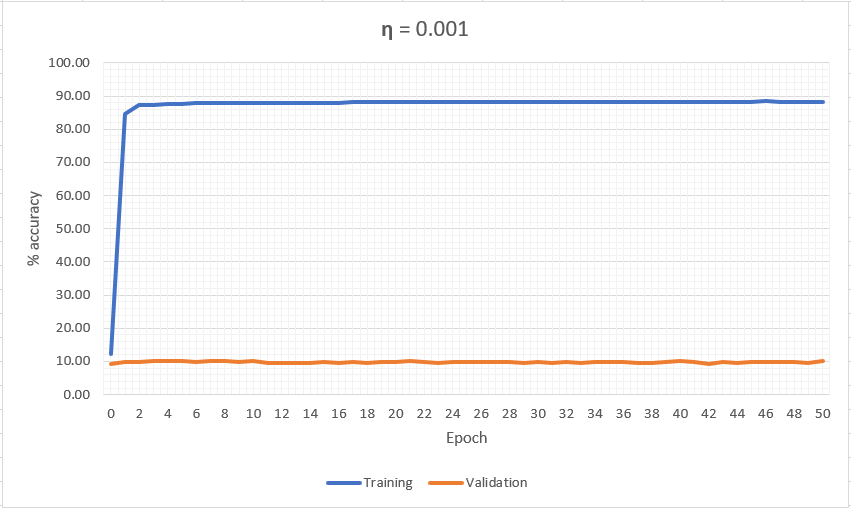 η = 0.001
100.00
90.00
80.00
70.00
60.00
50.00
40.00
30.00
20.00
10.00
0.00
% accuracy
0 2 4 6 8 10 12 14 16 18 20 22 24 26 28 30 32 34 36 38 40 42 44 46 48 50
Epoch
Training Validation